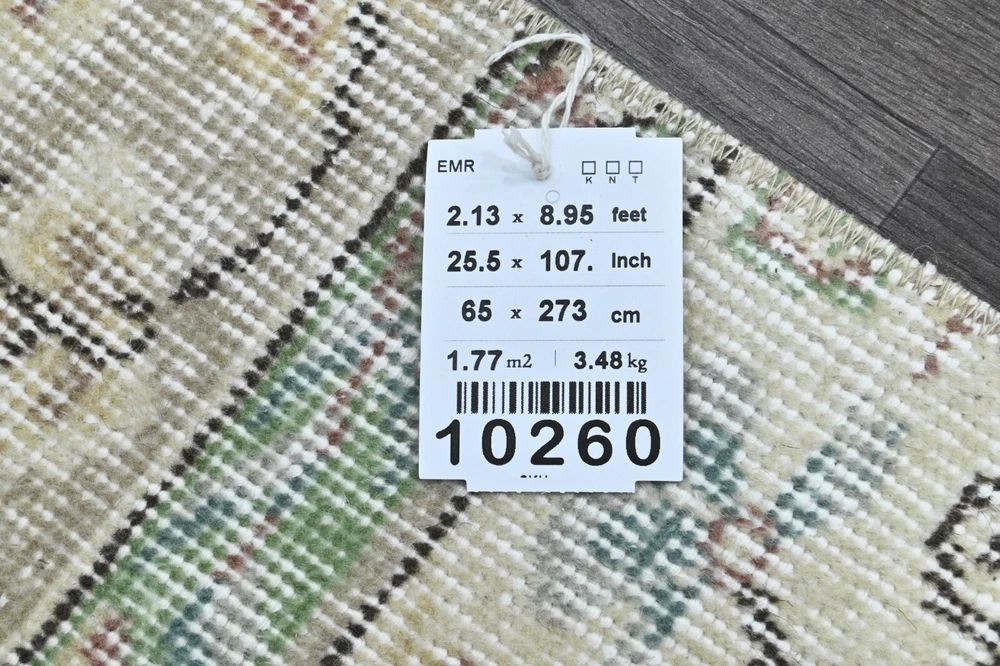 EMR
K N T
2.13 x 8.95 feet
25.5 x 107. Inch
65 x 273 cm
1.77 m2 | 3.48 kg
10260